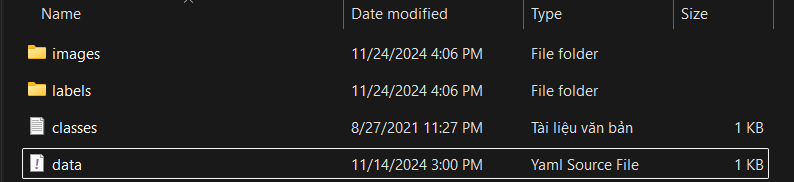 Name Date modified Type Size
images 11/24/2024 4:06 PM File folder
labels 11/24/2024 4:06 PM File folder
classes 8/27/2021 11:27 PM Tài liệu văn bản 1 KB
data 11/14/2024 3:00 PM Yaml Source File 1 KB